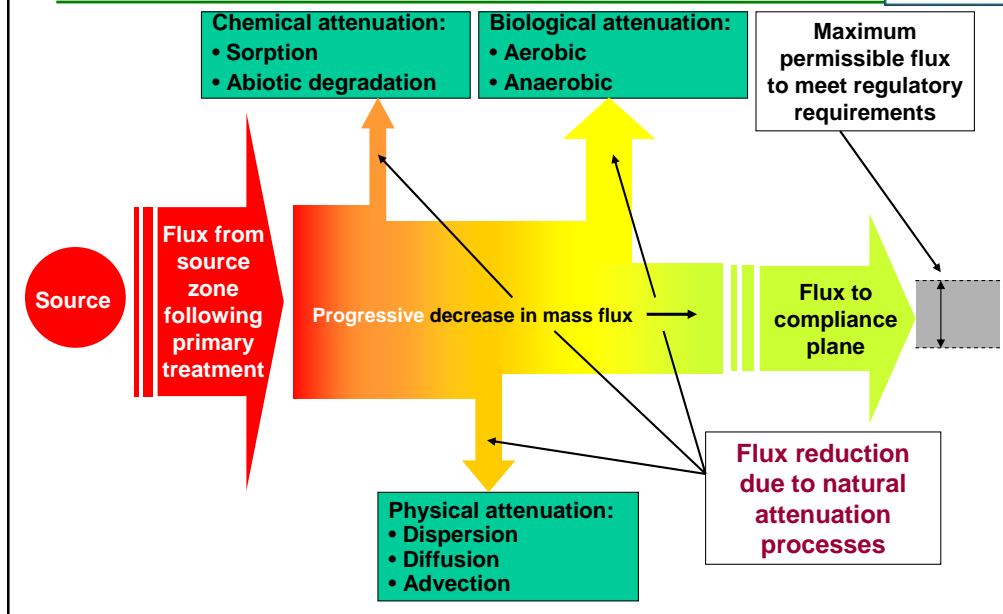 Chemical attenuation:
• Sorption
• Abiotic degradation
Biological attenuation:
• Aerobic
• Anaerobic
Maximum
permissible flux
to meet regulatory
requirements
Source
Flux from
source
zone
following
primary
treatment
Progressive decrease in mass flux
Flux to
compliance
plane
Physical attenuation:
• Dispersion
• Diffusion
• Advection
Flux reduction
due to natural
attenuation
processes